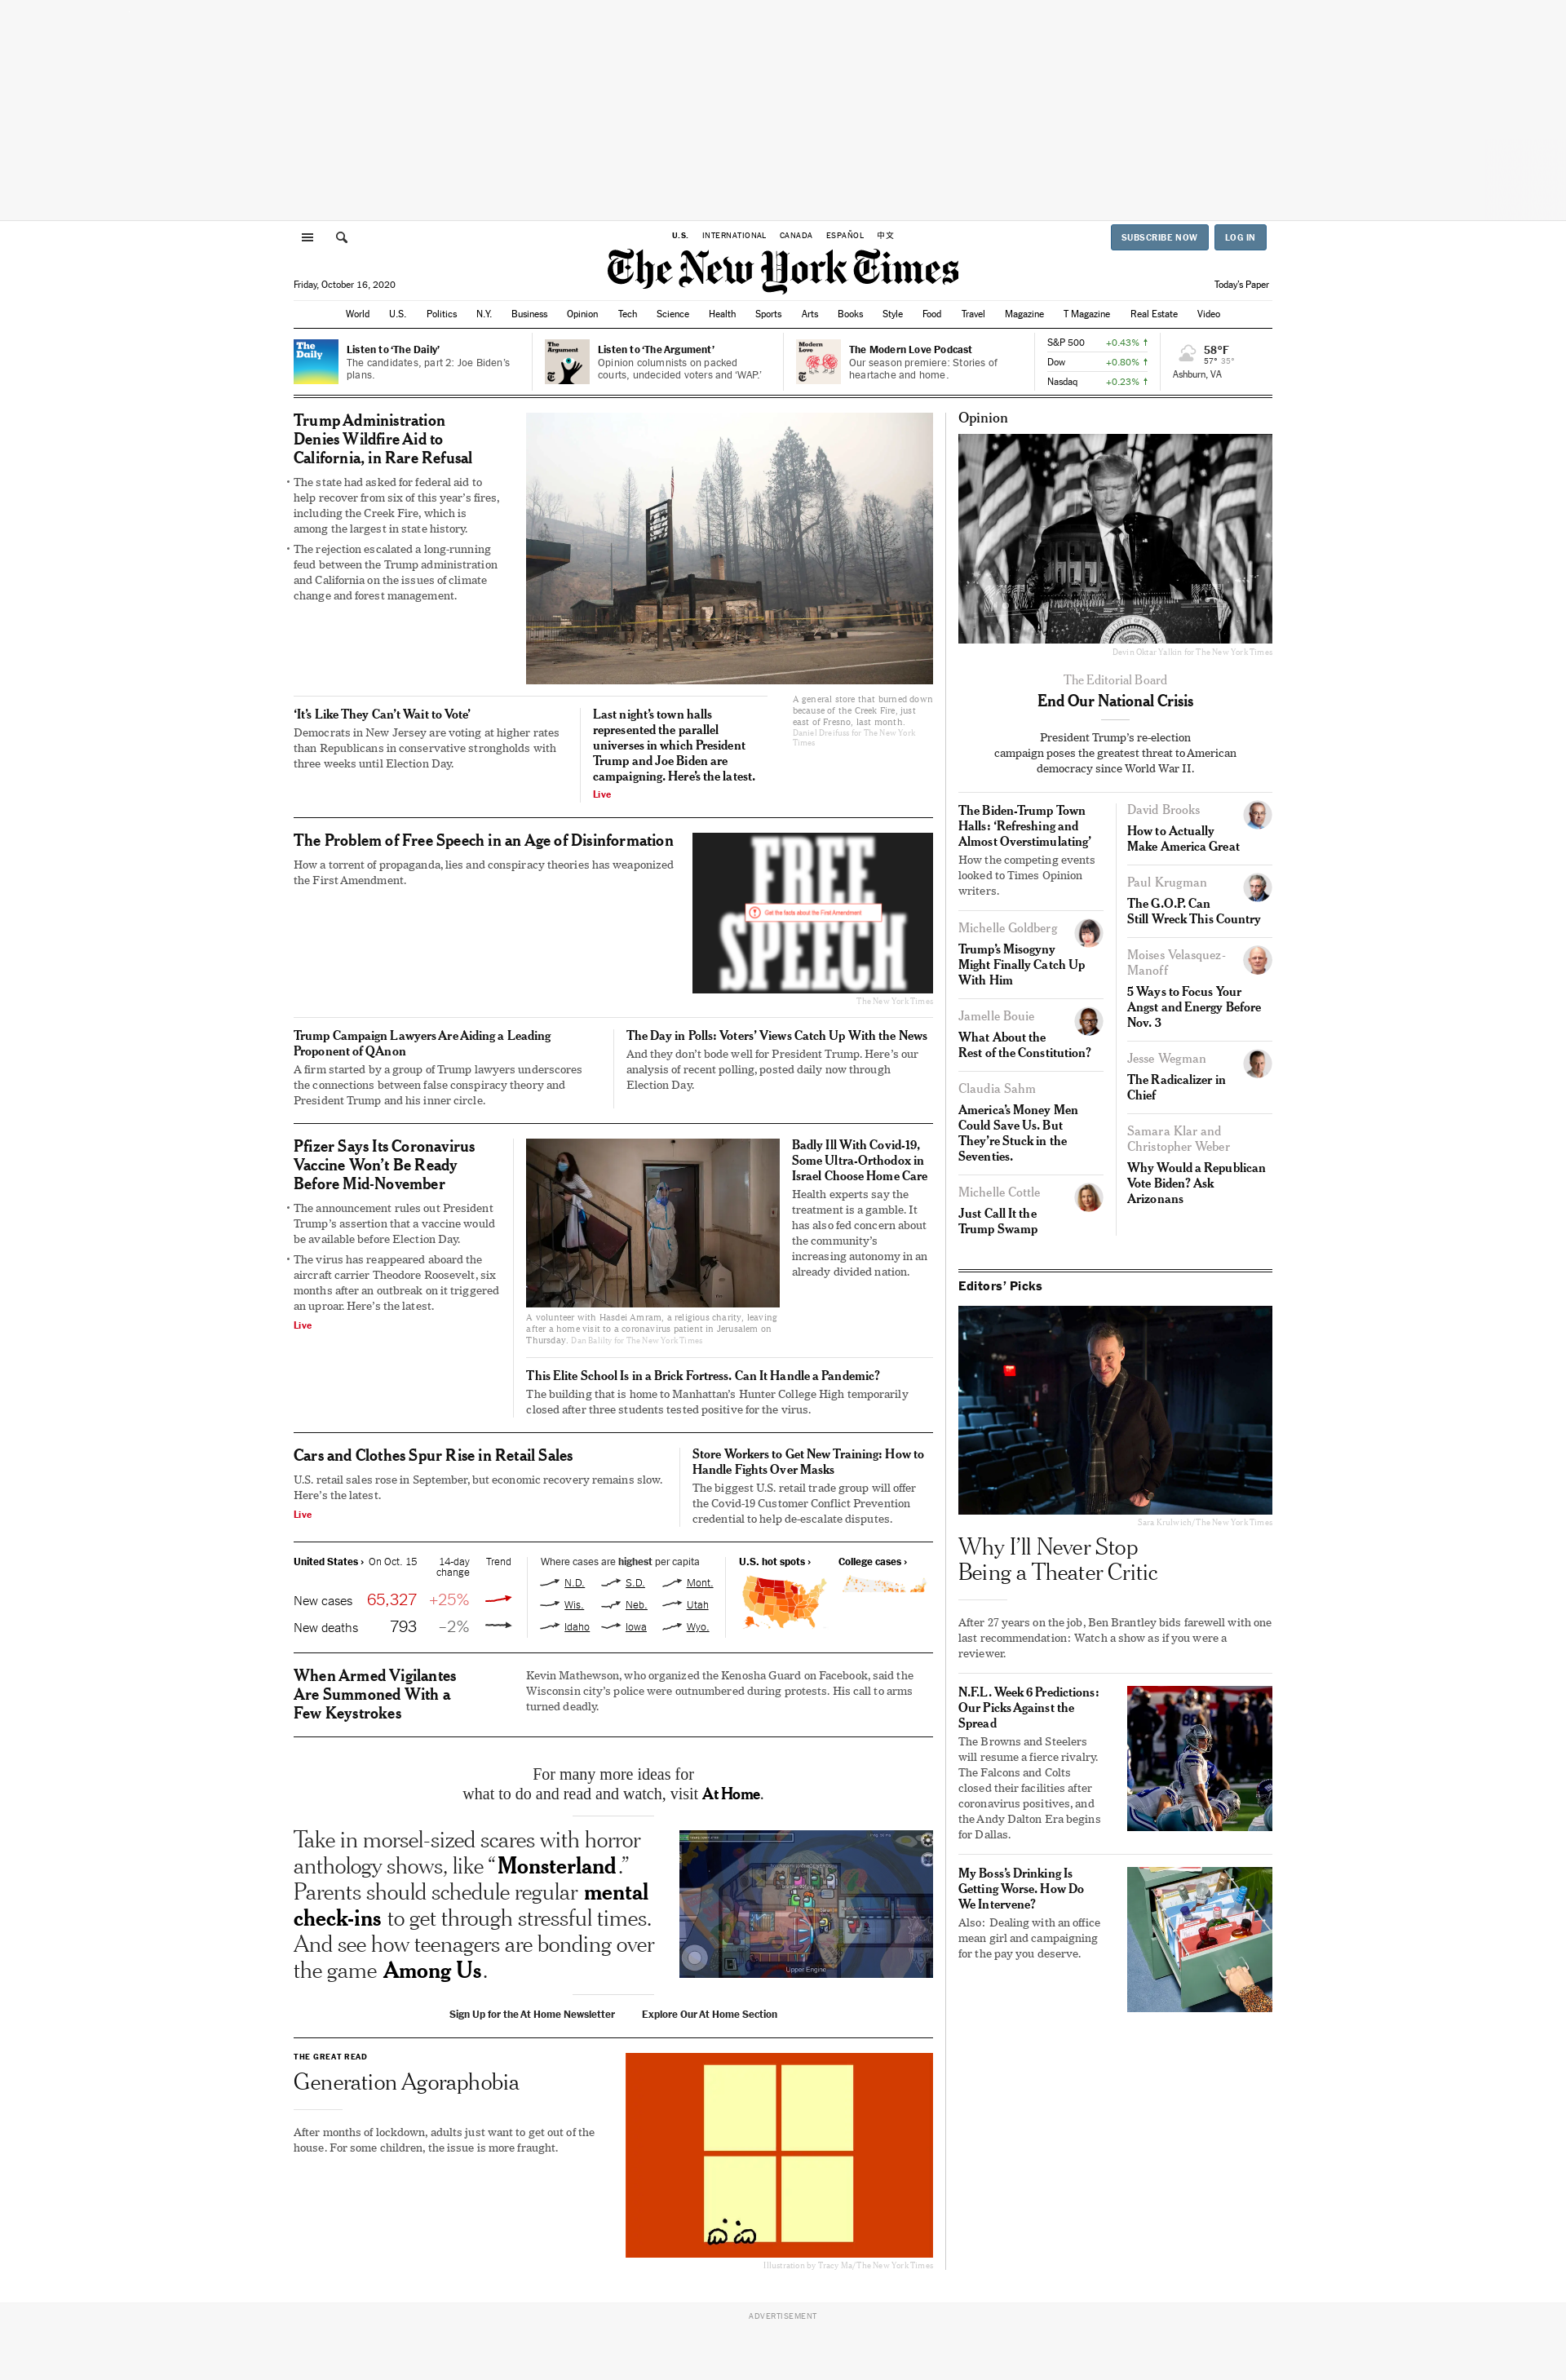 U.S. INTERNATIONAL CANADA ESPAÑOL 中文
SUBSCRIBE NOW LOG IN
The New York Times
Friday, October 16, 2020
Today's Paper
World U.S. Politics N.Y. Business Opinion Tech Science Health Sports Arts Books Style Food Travel Magazine T Magazine Real Estate Video
The
Daily
Listen to ‘The Daily’
The candidates, part 2: Joe Biden’s
plans.
The
Argument
Listen to ‘The Argument’
Opinion columnists on packed
courts, undecided voters and ‘WAP.’
Modern
Love
The Modern Love Podcast
Our season premiere: Stories of
heartache and home.
S&P 500 +0.43% ↑
Dow +0.80% ↑
Nasdaq +0.23% ↑
58°F
57° 35°
Ashburn, VA
Trump Administration
Denies Wildfire Aid to
California, in Rare Refusal
• The state had asked for federal aid to
help recover from six of this year’s fires,
including the Creek Fire, which is
among the largest in state history.
• The rejection escalated a long-running
feud between the Trump administration
and California on the issues of climate
change and forest management.
A general store that burned down
because of the Creek Fire, just
east of Fresno, last month.
Daniel Dreifuss for The New York
Times
‘It’s Like They Can’t Wait to Vote’
Democrats in New Jersey are voting at higher rates
than Republicans in conservative strongholds with
three weeks until Election Day.
Last night’s town halls
represented the parallel
universes in which President
Trump and Joe Biden are
campaigning. Here’s the latest.
Live
The Problem of Free Speech in an Age of Disinformation
How a torrent of propaganda, lies and conspiracy theories has weaponized
the First Amendment.
FREE
Get the facts about the First Amendment
SPEECH
The New York Times
Trump Campaign Lawyers Are Aiding a Leading
Proponent of QAnon
A firm started by a group of Trump lawyers underscores
the connections between false conspiracy theory and
President Trump and his inner circle.
The Day in Polls: Voters’ Views Catch Up With the News
And they don’t bode well for President Trump. Here’s our
analysis of recent polling, posted daily now through
Election Day.
Pfizer Says Its Coronavirus
Vaccine Won’t Be Ready
Before Mid-November
• The announcement rules out President
Trump’s assertion that a vaccine would
be available before Election Day.
• The virus has reappeared aboard the
aircraft carrier Theodore Roosevelt, six
months after an outbreak on it triggered
an uproar. Here’s the latest.
Live
A volunteer with Hasdei Amram, a religious charity, leaving
after a home visit to a coronavirus patient in Jerusalem on
Thursday. Dan Balilty for The New York Times
Badly Ill With Covid-19,
Some Ultra-Orthodox in
Israel Choose Home Care
Health experts say the
treatment is a gamble. It
has also fed concern about
the community’s
increasing autonomy in an
already divided nation.
This Elite School Is in a Brick Fortress. Can It Handle a Pandemic?
The building that is home to Manhattan’s Hunter College High temporarily
closed after three students tested positive for the virus.
Cars and Clothes Spur Rise in Retail Sales
U.S. retail sales rose in September, but economic recovery remains slow.
Here’s the latest.
Live
Store Workers to Get New Training: How to
Handle Fights Over Masks
The biggest U.S. retail trade group will offer
the Covid-19 Customer Conflict Prevention
credential to help de-escalate disputes.
United States › On Oct. 15 14-day Trend
change
New cases 65,327 +25%
New deaths 793 –2%
Where cases are highest per capita
N.D. S.D. Mont.
Wis. Neb. Utah
Idaho Iowa Wyo.
U.S. hot spots › College cases ›
When Armed Vigilantes
Are Summoned With a
Few Keystrokes
Kevin Mathewson, who organized the Kenosha Guard on Facebook, said the
Wisconsin city’s police were outnumbered during protests. His call to arms
turned deadly.
For many more ideas for
what to do and read and watch, visit At Home.
Take in morsel-sized scares with horror
anthology shows, like “Monsterland.”
Parents should schedule regular mental
check-ins to get through stressful times.
And see how teenagers are bonding over
the game Among Us.
Upper Engine
Sign Up for the At Home Newsletter Explore Our At Home Section
THE GREAT READ
Generation Agoraphobia
After months of lockdown, adults just want to get out of the
house. For some children, the issue is more fraught.
Illustration by Tracy Ma/The New York Times
Opinion
Devin Oktar Yalkin for The New York Times
The Editorial Board
End Our National Crisis
President Trump’s re-election
campaign poses the greatest threat to American
democracy since World War II.
The Biden-Trump Town
Halls: ‘Refreshing and
Almost Overstimulating’
How the competing events
looked to Times Opinion
writers.
Michelle Goldberg
Trump’s Misogyny
Might Finally Catch Up
With Him
Jamelle Bouie
What About the
Rest of the Constitution?
Claudia Sahm
America’s Money Men
Could Save Us. But
They’re Stuck in the
Seventies.
Michelle Cottle
Just Call It the
Trump Swamp
David Brooks
How to Actually
Make America Great
Paul Krugman
The G.O.P. Can
Still Wreck This Country
Moises Velasquez-
Manoff
5 Ways to Focus Your
Angst and Energy Before
Nov. 3
Jesse Wegman
The Radicalizer in
Chief
Samara Klar and
Christopher Weber
Why Would a Republican
Vote Biden? Ask
Arizonans
Editors’ Picks
Sara Krulwich/The New York Times
Why I’ll Never Stop
Being a Theater Critic
After 27 years on the job, Ben Brantley bids farewell with one
last recommendation: Watch a show as if you were a
reviewer.
N.F.L. Week 6 Predictions:
Our Picks Against the
Spread
The Browns and Steelers
will resume a fierce rivalry.
The Falcons and Colts
closed their facilities after
coronavirus positives, and
the Andy Dalton Era begins
for Dallas.
My Boss’s Drinking Is
Getting Worse. How Do
We Intervene?
Also: Dealing with an office
mean girl and campaigning
for the pay you deserve.
ADVERTISEMENT